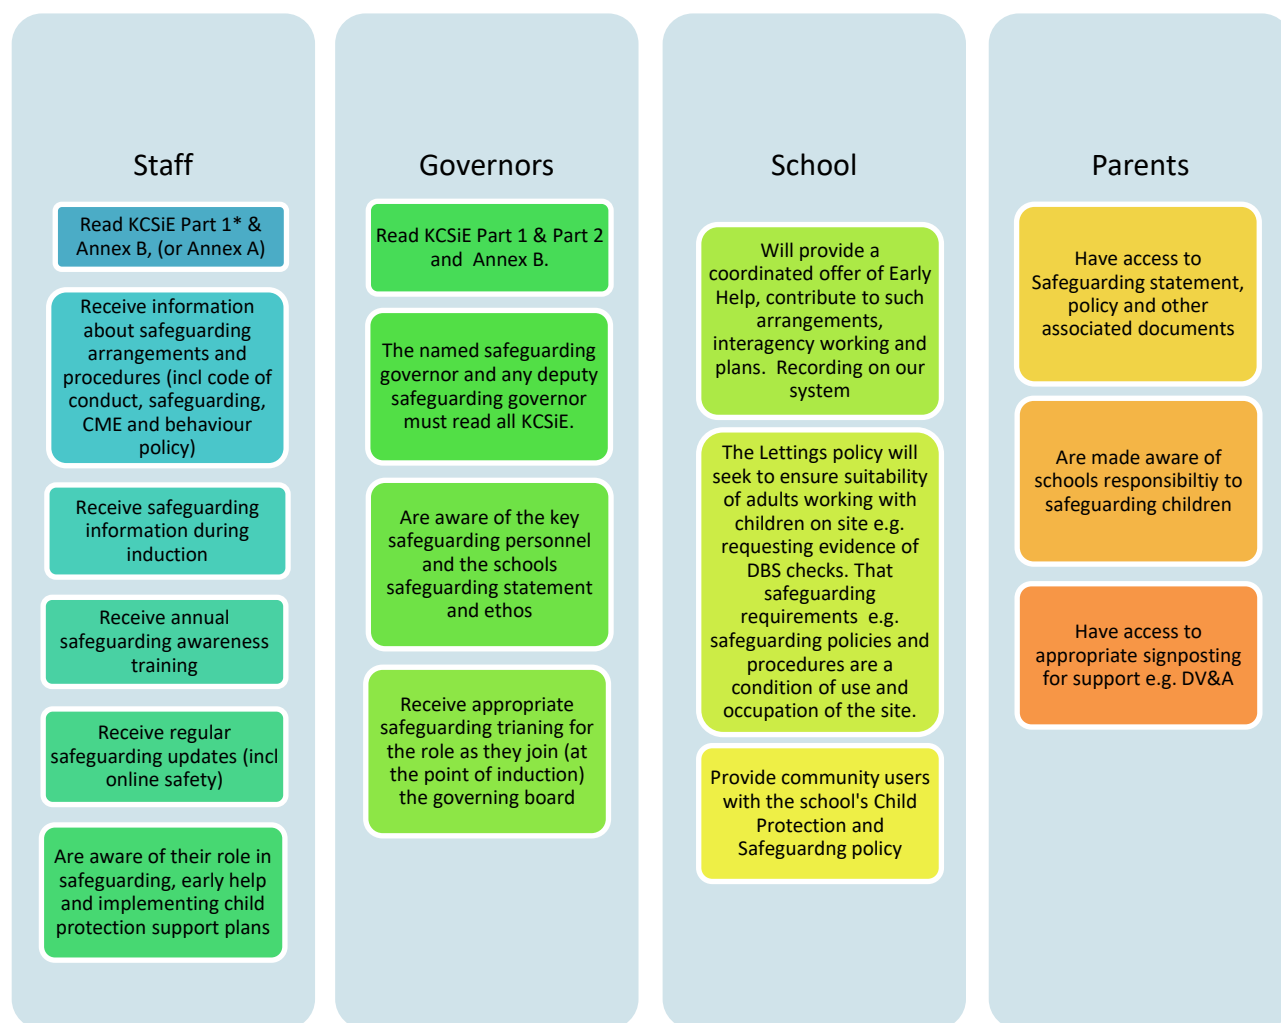 Staff
Read KCSiE Part 1* &
Annex B, (or Annex A)
Receive information
about safeguarding
arrangements and
procedures (incl code of
conduct, safeguarding,
CME and behaviour
policy)
Receive safeguarding
information during
induction
Receive annual
safeguarding awareness
training
Receive regular
safeguarding updates (incl
online safety)
Are aware of their role in
safeguarding, early help
and implementing child
protection support plans
Governors
Read KCSiE Part 1 & Part 2
and Annex B.
The named safeguarding
governor and any deputy
safeguarding governor
must read all KCSiE.
Are aware of the key
safeguarding personnel
and the schools
safeguarding statement
and ethos
Receive appropriate
safeguarding trianing for
the role as they join (at
the point of induction)
the governing board
School
Will provide a
coordinated offer of Early
Help, contribute to such
arrangements,
interagency working and
plans. Recording on our
system
The Lettings policy will
seek to ensure suitability
of adults working with
children on site e.g.
requesting evidence of
DBS checks. That
safeguarding
requirements e.g.
safeguarding policies and
procedures are a
condition of use and
occupation of the site.
Provide community users
with the school's Child
Protection and
Safeguardng policy
Parents
Have access to
Safeguarding statement,
policy and other
associated documents
Are made aware of
schools responsibiltiy to
safeguarding children
Have access to
appropriate signposting
for support e.g. DV&A